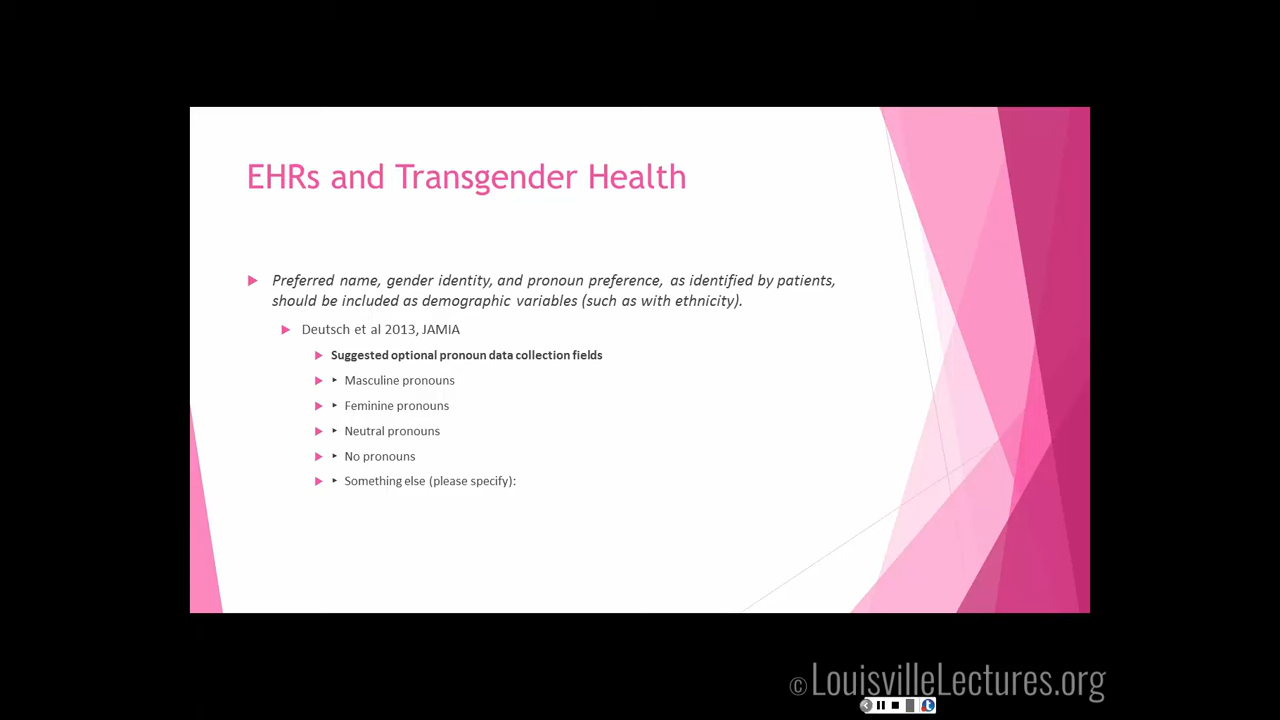 EHRs and Transgender Health
Preferred name, gender identity, and pronoun preference, as identified by patients,
should be included as demographic variables (such as with ethnicity).
Deutsch et al 2013, JAMIA
Suggested optional pronoun data collection fields
‣ Masculine pronouns
‣ Feminine pronouns
‣ Neutral pronouns
‣ No pronouns
‣ Something else (please specify):
© LouisvilleLectures.org